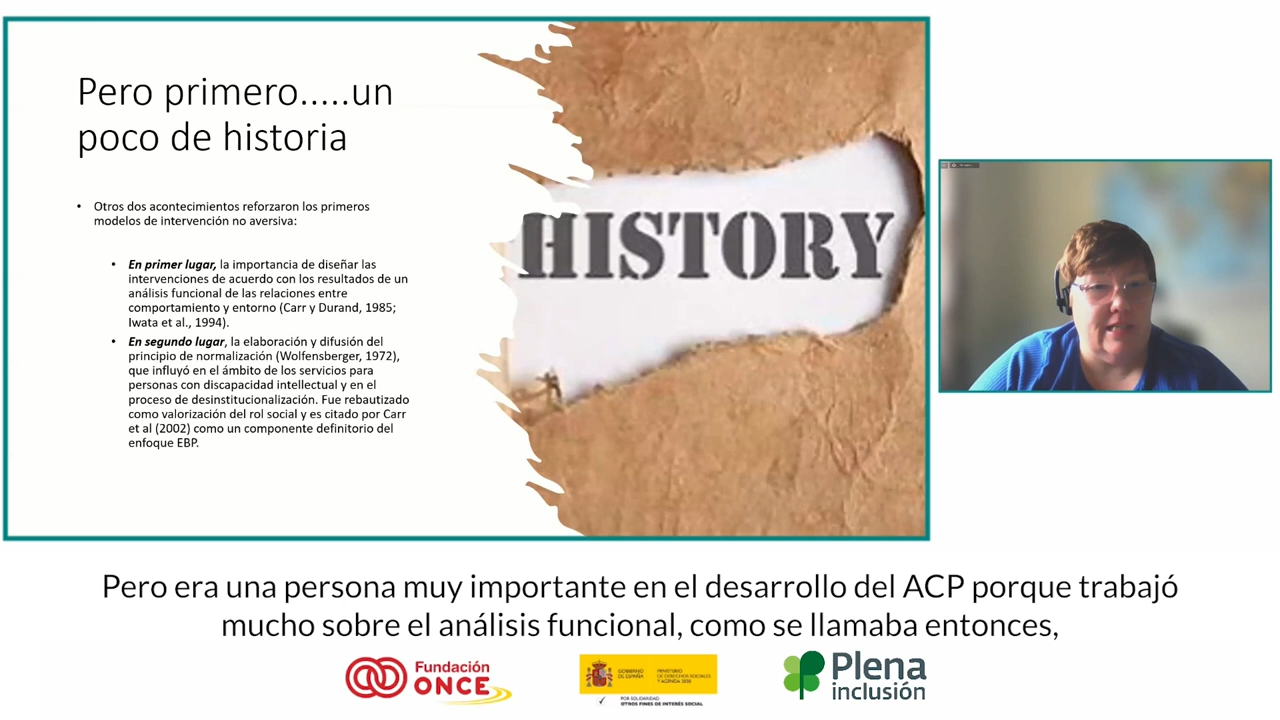 Pero primero.....un
poco de historia
• Otros dos acontecimientos reforzaron los primeros
modelos de intervención no aversiva:
• En primer lugar, la importancia de diseñar las
intervenciones de acuerdo con los resultados de un
análisis funcional de las relaciones entre
comportamiento y entorno (Carr y Durand, 1985;
Iwata et al., 1994).
• En segundo lugar, la elaboración y difusión del
principio de normalización (Wolfensberger, 1972),
que influyó en el ámbito de los servicios para
personas con discapacidad intellectual y en el
proceso de desinstitucionalización. Fue rebautizado
como valorización del rol social y es citado por Carr
et al (2002) como un componente definitorio del
enfoque EBP.
HISTORY
Pero era una persona muy importante en el desarrollo del ACP porque trabajó
mucho sobre el análisis funcional, como se llamaba entonces,
Fundación
ONCE
GOBIERNO
DE ESPAÑA
MINISTERIO
DE DERECHOS SOCIALES
Y AGENDA 2030
POR SOLIDARIDAD
OTROS FINES DE INTERÉS SOCIAL
Plena
inclusión